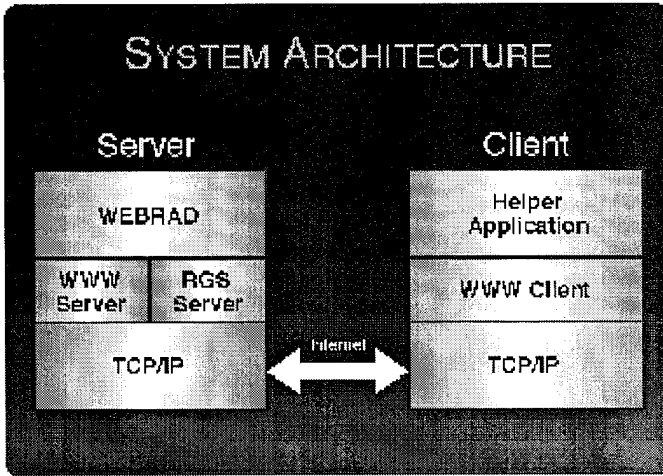 SYSTEM ARCHITECTURE
Server
Client
WEBRAD
Helper
Application
WWW
Server
RGS
Server
WWW Client
TCP/IP
Internet
TCP/IP